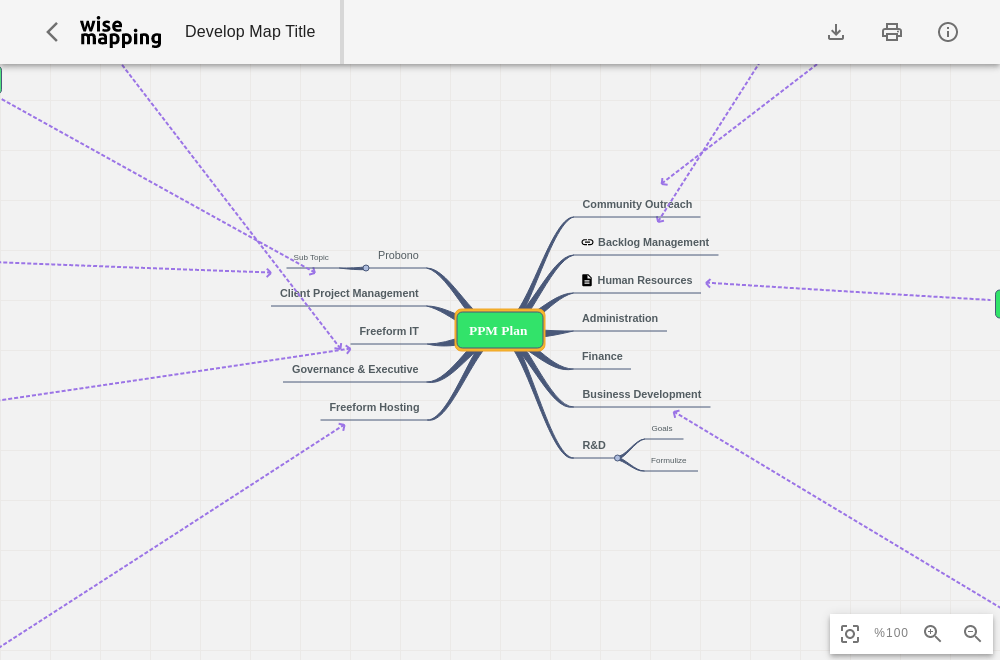 wise
mapping
Develop Map Title
Community Outreach
Backlog Management
Human Resources
Administration
Finance
Business Development
R&D
Goals
Formulize
PPM Plan
Probono
Sub Topic
Client Project Management
Freeform IT
Governance & Executive
Freeform Hosting
%100